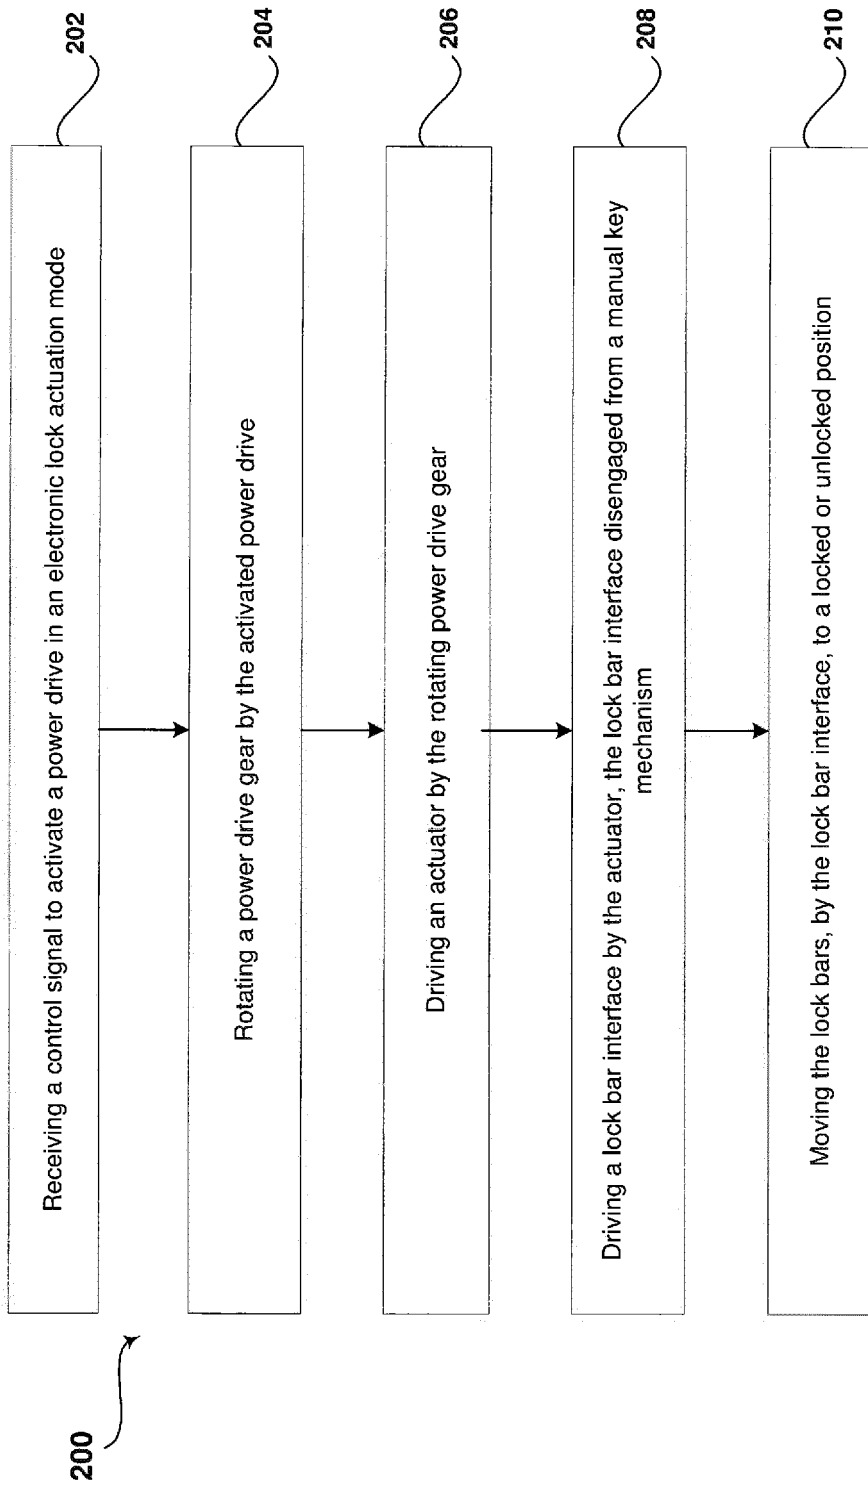 200
Receiving a control signal to activate a power drive in an electronic lock actuation mode
202
Rotating a power drive gear by the activated power drive
204
Driving an actuator by the rotating power drive gear
206
Driving a lock bar interface by the actuator, the lock bar interface disengaged from a manual key
mechanism
208
Moving the lock bars, by the lock bar interface, to a locked or unlocked position
210